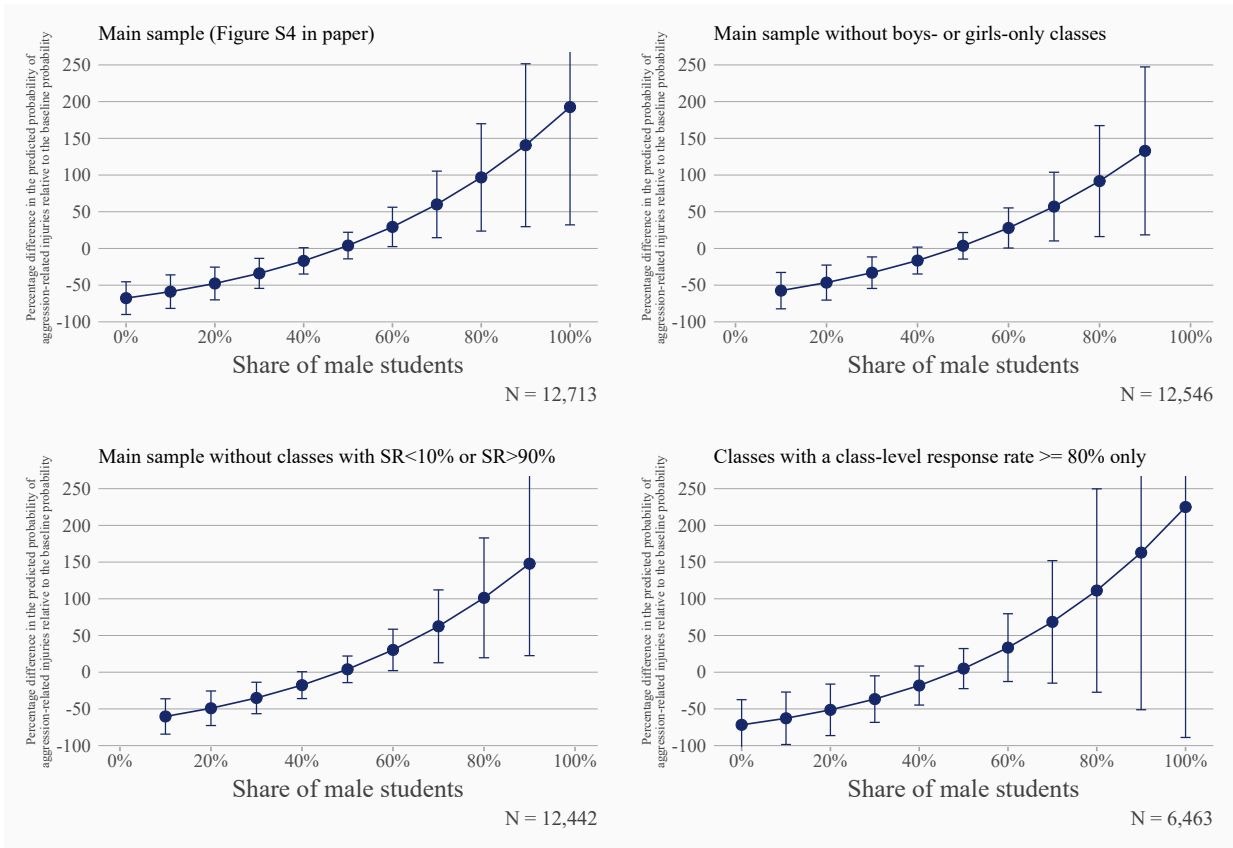 Main sample (Figure S4 in paper)
Percentage difference in the predicted probability of
aggression-related injuries relative to the baseline probability
250
200
150
100
50
0
-50
-100
0%
20%
40%
60%
80%
100%
Share of male students
N = 12,713
Main sample without boys- or girls-only classes
Percentage difference in the predicted probability of
aggression-related injuries relative to the baseline probability
250
200
150
100
50
0
-50
-100
0%
20%
40%
60%
80%
100%
Share of male students
N = 12,546
Main sample without classes with SR<10% or SR>90%
Percentage difference in the predicted probability of
aggression-related injuries relative to the baseline probability
250
200
150
100
50
0
-50
-100
0%
20%
40%
60%
80%
100%
Share of male students
N = 12,442
Classes with a class-level response rate >= 80% only
Percentage difference in the predicted probability of
aggression-related injuries relative to the baseline probability
250
200
150
100
50
0
-50
-100
0%
20%
40%
60%
80%
100%
Share of male students
N = 6,463